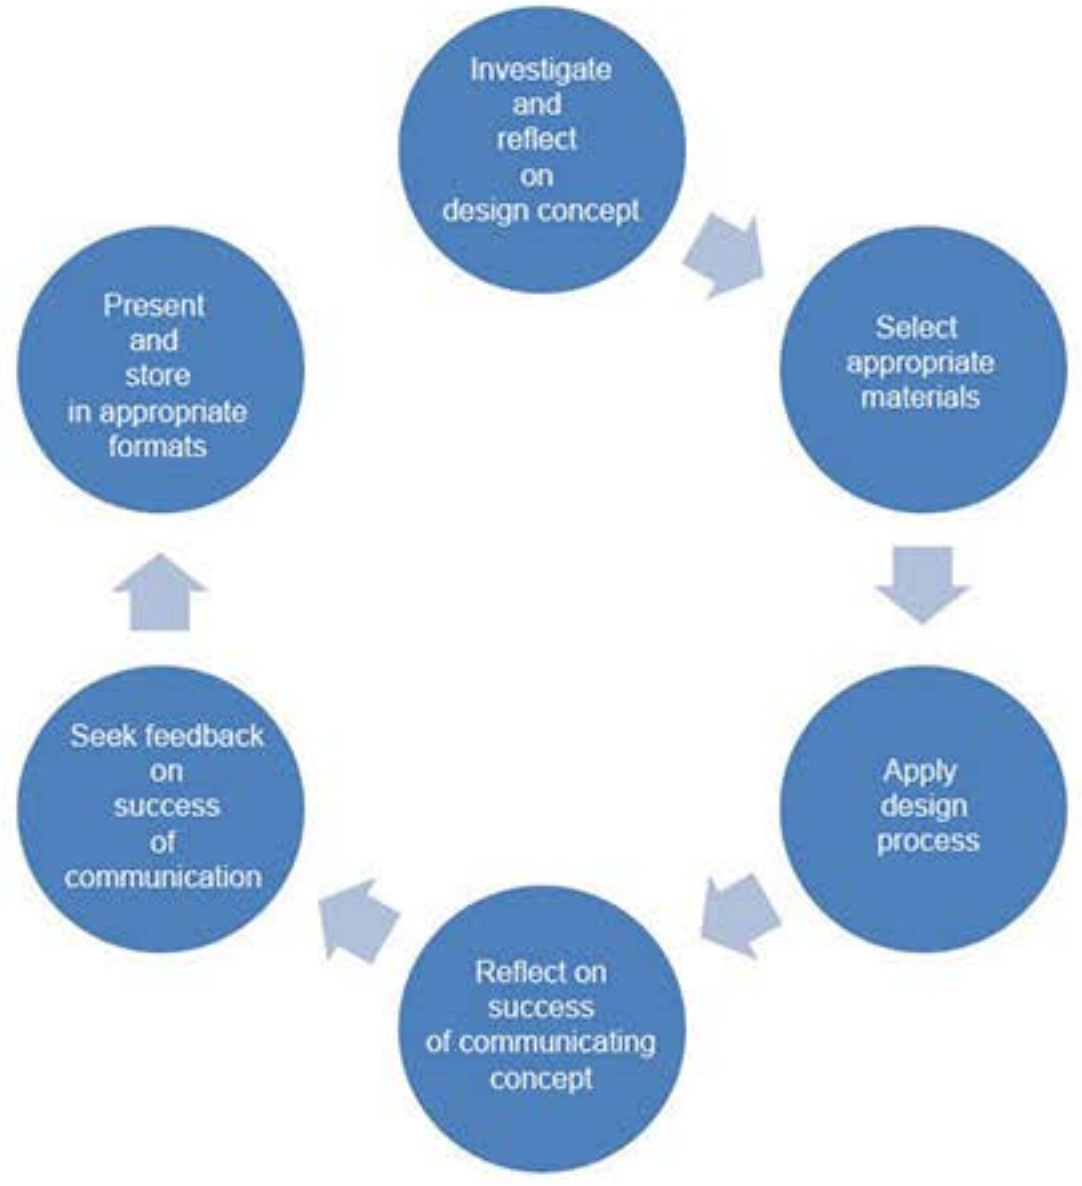 Investigate
and
reflect
on
design concept
Select
appropriate
materials
Apply
design
process
Reflect on
success
of communicating
concept
Seek feedback
on
success
of
communication
Present
and
store
in appropriate
formats